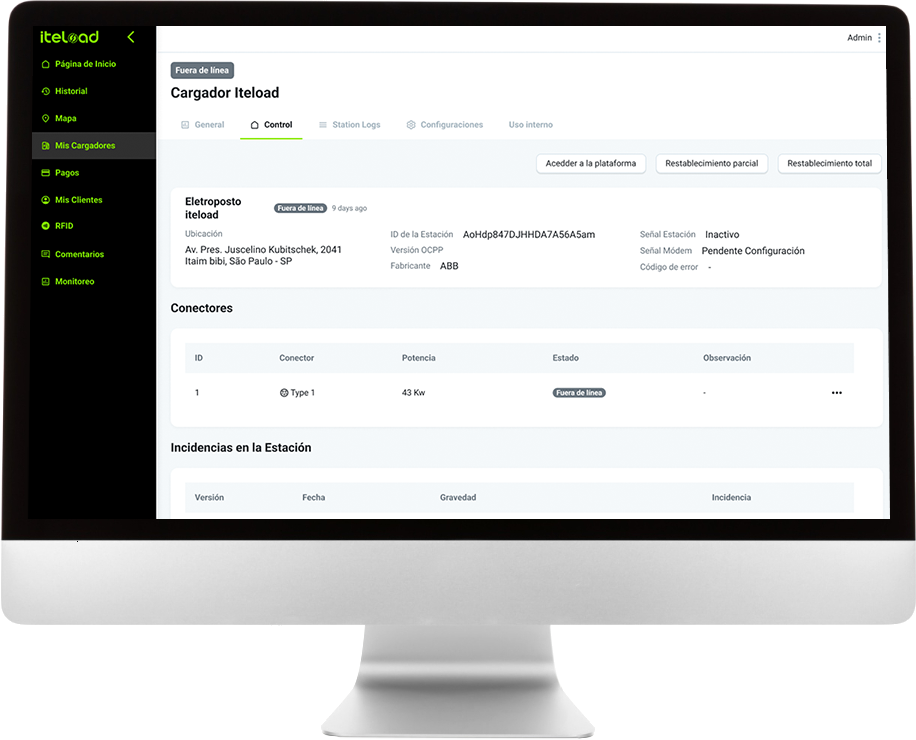 iteload
Página de Inicio
Historial
Mapa
Mis Cargadores
Pagos
Mis Clientes
RFID
Comentarios
Monitoreo
Admin
Fuera de línea
Cargador Iteload
General
Control
Station Logs
Configuraciones
Uso interno
Acedder a la plataforma
Restablecimiento parcial
Restablecimiento total
Eletroposto
iteload
Fuera de línea
9 days ago
Ubicación
Av. Pres. Juscelino Kubitschek, 2041
Itaim bibi, São Paulo - SP
ID de la Estación AoHdp847DJHHDA7A56A5am
Versión OCPP
Fabricante ABB
Señal Estación Inactivo
Señal Módem Pendente Configuración
Código de error -
Conectores
ID Conector Potencia Estado Observación
1 Type 1 43 Kw Fuera de línea -
Incidencias en la Estación
Versión Fecha Gravedad Incidencia